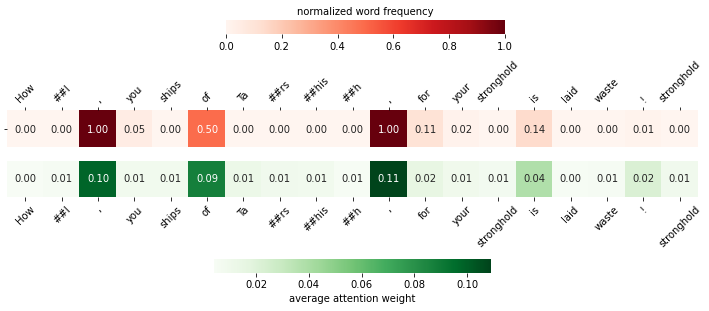 normalized word frequency
0.0 0.2 0.4 0.6 0.8 1.0
How ##l , you ships of Ta ##rs ##his ##h , for your stronghold is laid waste ! stronghold
0.00 0.00 1.00 0.05 0.00 0.50 0.00 0.00 0.00 0.00 1.00 0.11 0.02 0.00 0.14 0.00 0.00 0.01 0.00
0.00 0.01 0.10 0.01 0.01 0.09 0.01 0.01 0.01 0.01 0.11 0.02 0.01 0.01 0.04 0.01 0.01 0.02 0.01
How ##l , you ships of Ta ##rs ##his ##h , for your stronghold is laid waste ! stronghold
0.02 0.04 0.06 0.08 0.10
average attention weight